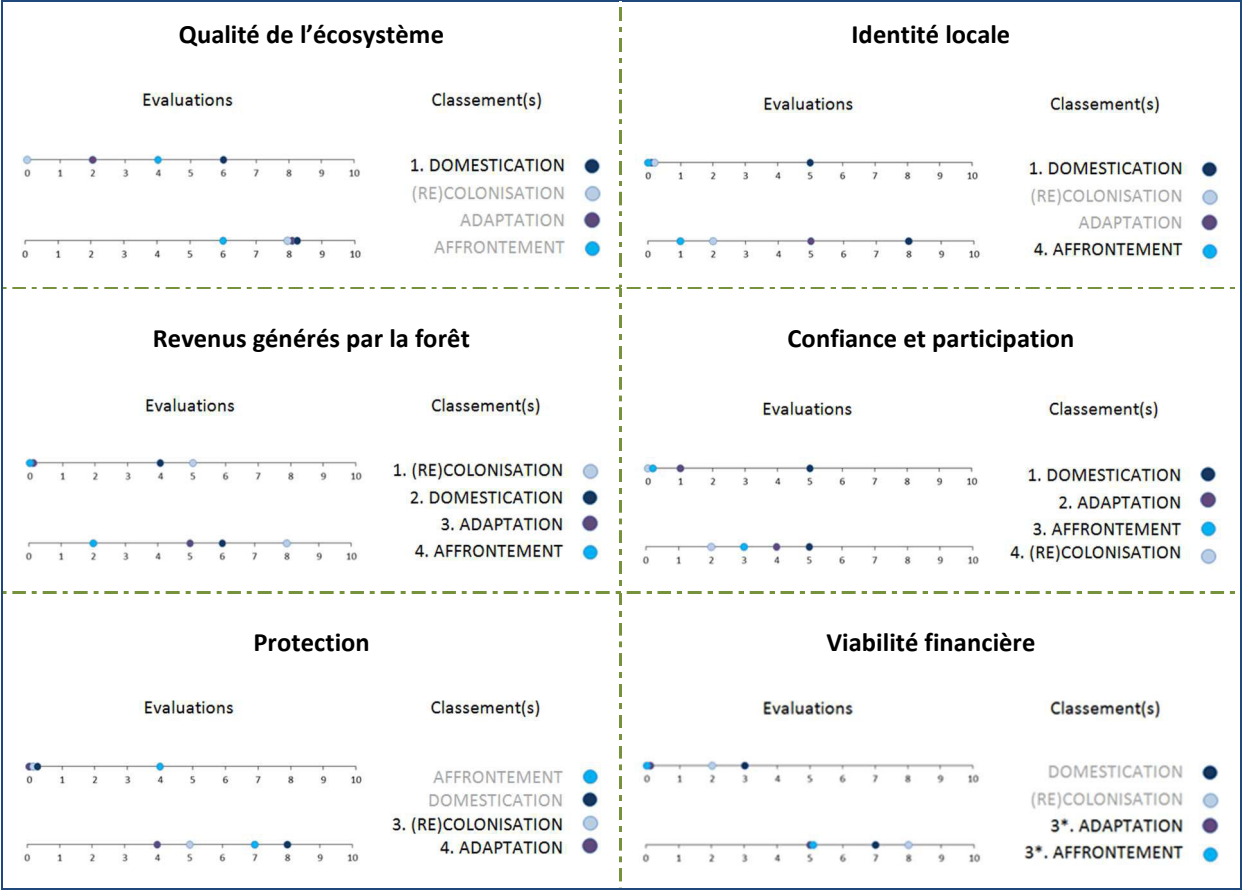 Qualité de l’écosystème
Evaluations
Classement(s)
0 1 2 3 4 5 6 7 8 9 10
0 1 2 3 4 5 6 7 8 9 10
1. DOMESTICATION
(RE)COLONISATION
ADAPTATION
AFFRONTEMENT
Identité locale
Evaluations
Classement(s)
0 1 2 3 4 5 6 7 8 9 10
0 1 2 3 4 5 6 7 8 9 10
1. DOMESTICATION
(RE)COLONISATION
ADAPTATION
4. AFFRONTEMENT
Revenus générés par la forêt
Evaluations
Classement(s)
0 1 2 3 4 5 6 7 8 9 10
0 1 2 3 4 5 6 7 8 9 10
1. (RE)COLONISATION
2. DOMESTICATION
3. ADAPTATION
4. AFFRONTEMENT
Confiance et participation
Evaluations
Classement(s)
0 1 2 3 4 5 6 7 8 9 10
0 1 2 3 4 5 6 7 8 9 10
1. DOMESTICATION
2. ADAPTATION
3. AFFRONTEMENT
4. (RE)COLONISATION
Protection
Evaluations
Classement(s)
0 1 2 3 4 5 6 7 8 9 10
0 1 2 3 4 5 6 7 8 9 10
AFFRONTEMENT
DOMESTICATION
3. (RE)COLONISATION
4. ADAPTATION
Viabilité financière
Evaluations
Classement(s)
0 1 2 3 4 5 6 7 8 9 10
0 1 2 3 4 5 6 7 8 9 10
DOMESTICATION
(RE)COLONISATION
3*. ADAPTATION
3*. AFFRONTEMENT